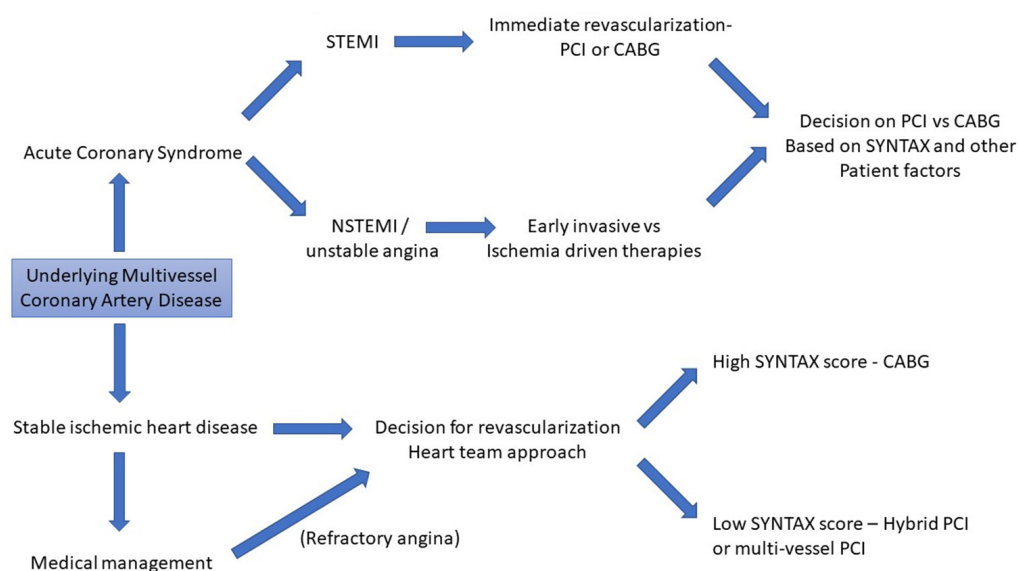 STEMI
Immediate revascularization-
PCI or CABG
Acute Coronary Syndrome
Decision on PCI vs CABG
Based on SYNTAX and other
Patient factors
NSTEMI /
unstable angina
Early invasive vs
Ischemia driven therapies
Underlying Multivessel
Coronary Artery Disease
High SYNTAX score - CABG
Stable ischemic heart disease
Decision for revascularization
Heart team approach
(Refractory angina)
Low SYNTAX score – Hybrid PCI
or multi-vessel PCI
Medical management